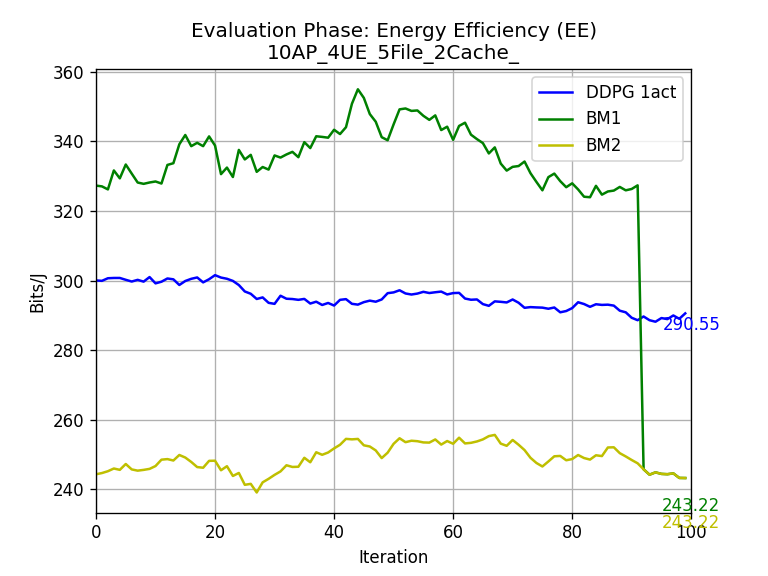 Evaluation Phase: Energy Efficiency (EE)
10AP_4UE_5File_2Cache_
DDPG 1act
BM1
BM2
Bits/J
360
340
320
300
280
260
240
290.55
243.22
243.22
0 20 40 60 80 100
Iteration